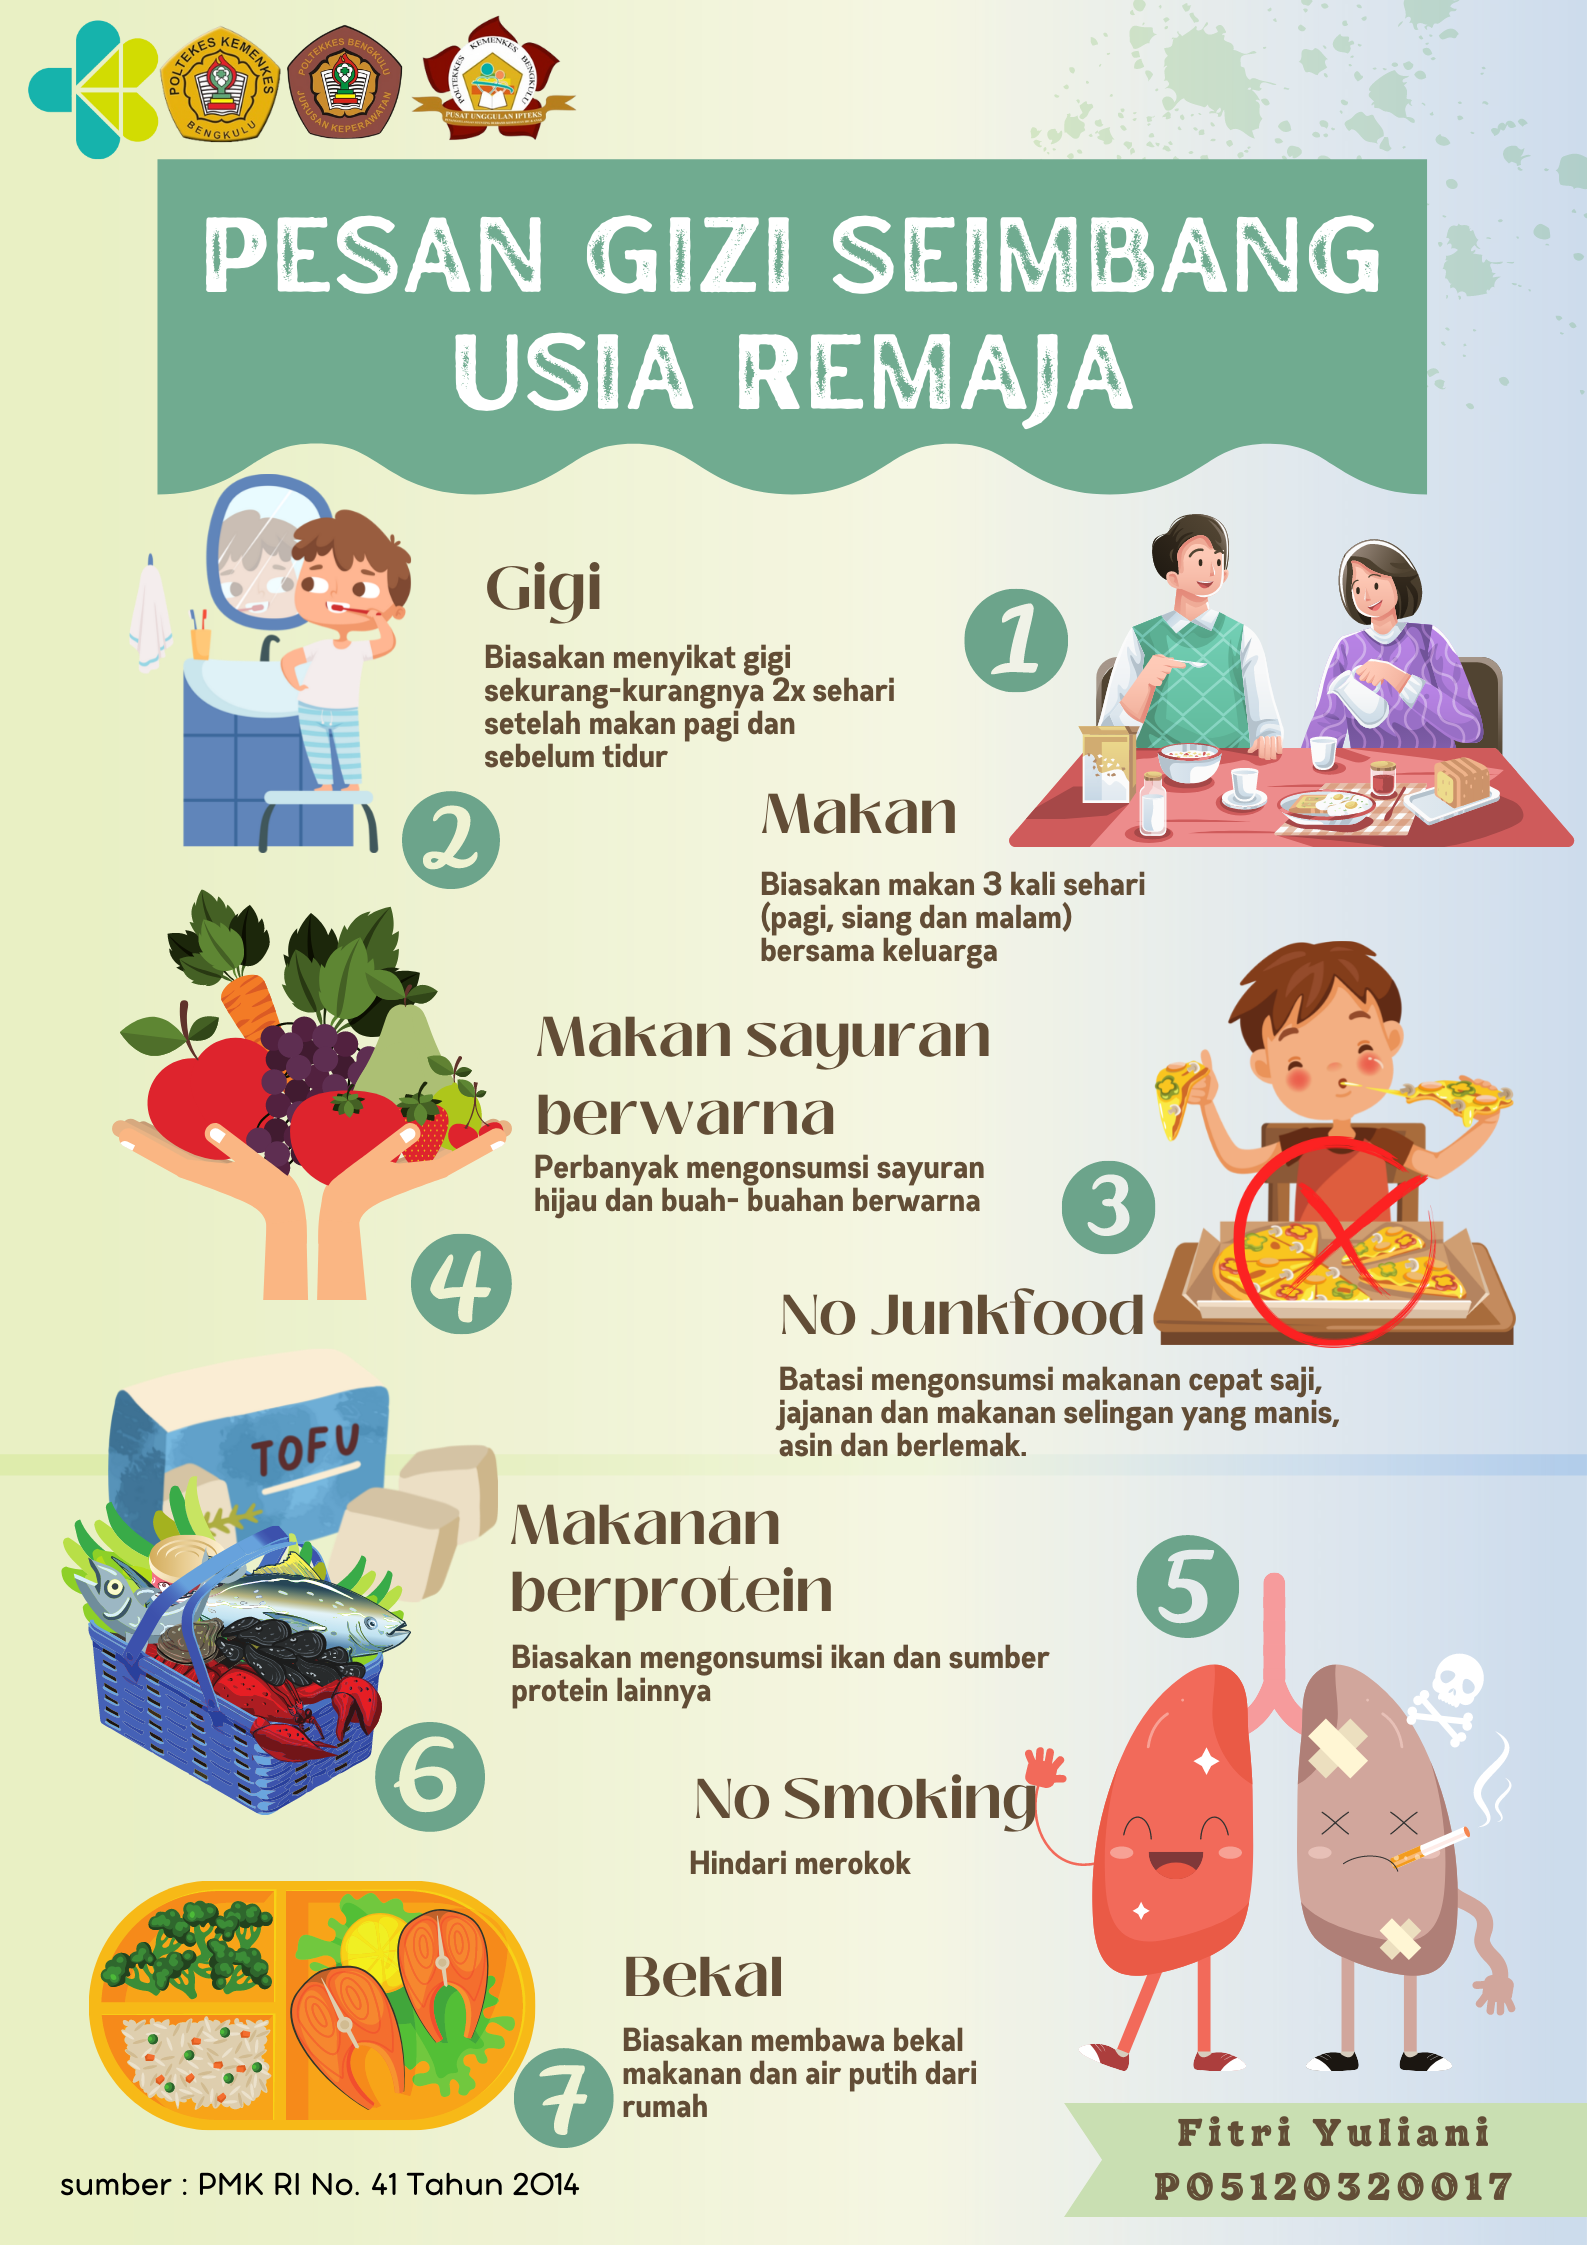 POLTEKES KEMENKES
BENGKULU
POLTEKKES BENGKULU
JURUSAN KEPERAWATAN
POLTEKKES KEMENKES BENGKULU
PUSAT UNGGULAN IPTEKS
PESAN GIZI SEIMBANG
USIA REMAJA
1
Makan
Biasakan makan 3 kali sehari
(pagi, siang dan malam)
bersama keluarga
Gigi
Biasakan menyikat gigi
sekurang-kurangnya 2x sehari
setelah makan pagi dan
sebelum tidur
2
3
No Junkfood
Batasi mengonsumsi makanan cepat saji,
jajanan dan makanan selingan yang manis,
asin dan berlemak.
Makan sayuran
berwarna
Perbanyak mengonsumsi sayuran
hijau dan buah- buahan berwarna
4
5
No Smoking
Hindari merokok
TOFU
Makanan
berprotein
Biasakan mengonsumsi ikan dan sumber
protein lainnya
6
Bekal
Biasakan membawa bekal
makanan dan air putih dari
rumah
7
sumber : PMK RI No. 41 Tahun 2014
Fitri Yuliani
P05120320017